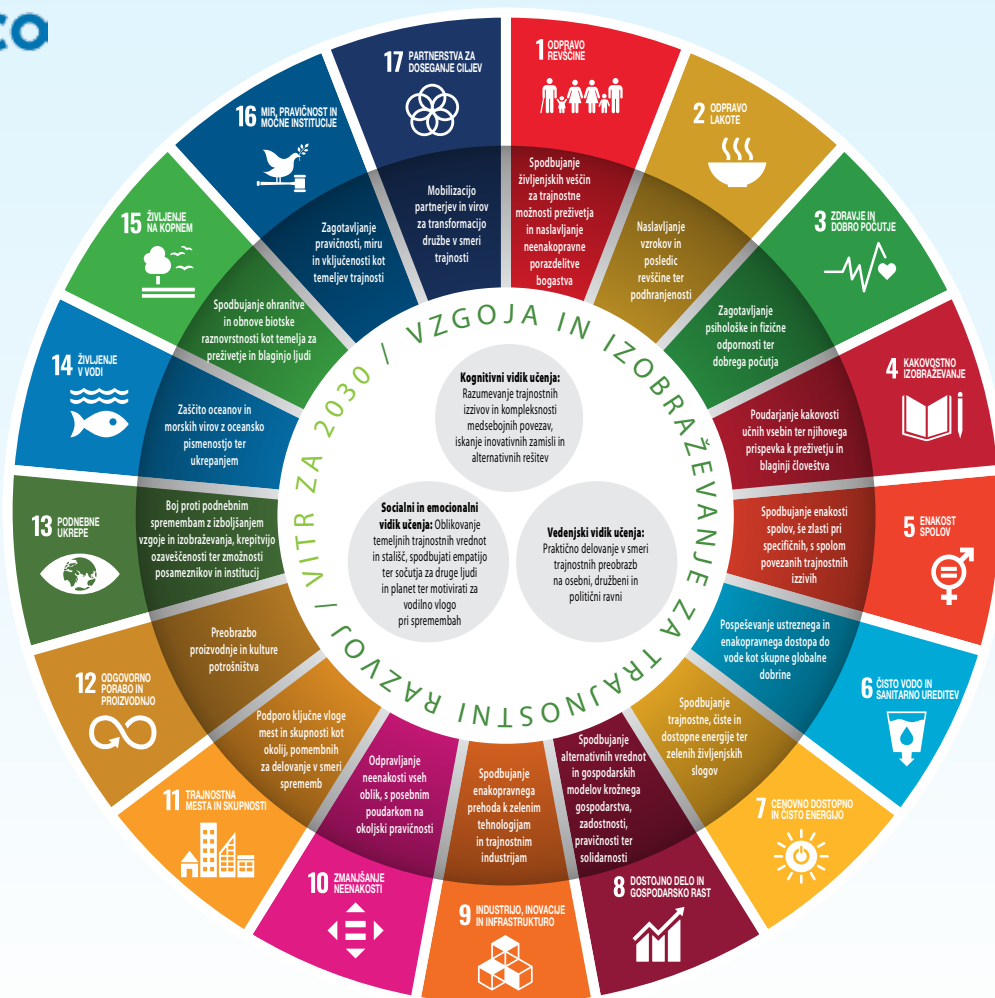 CO
1 ODPRAVO
REVŠČINE
Spodbujanje
življenjskih veščin
za trajnostne
možnosti preživetja
in naslavljanje
neenakopravne
porazdelitve
bogastva
2 ODPRAVO
LAKOTE
Naslavljanje
vzrokov in
posledic
revščine ter
podhranjenosti
3 ZDRAVJE IN
DOBRO POČUTJE
Zagotavljanje
psihološke in fizične
odpornosti ter
dobrega počutja
4 KAKOVOSTNO
IZOBRAŽEVANJE
Poudarjanje kakovosti
učnih vsebin ter njihovega
prispevka k preživetju in
blaginji človeštva
5 ENAKOST
SPOLOV
Spodbujanje enakosti
spolov, še zlasti pri
specifičnih, s spolom
povezanih trajnostnih
izzivih
6 ČISTO VODO IN
SANITARNO UREDITEV
Pospeševanje ustreznega in
enakopravnega dostopa do
vode kot skupne globalne
dobrine
7 CENOVNO DOSTOPNO
IN ČISTO ENERGIJO
Spodbujanje
trajnostne, čiste in
dostopne energije ter
zelenih življenjskih
slogov
8 DOSTOJNO DELO IN
GOSPODARSKO RAST
Spodbujanje
alternativnih vrednot
in gospodarskih
modelov krožnega
gospodarstva,
zadostnosti,
pravičnosti ter
solidarnosti
9 INDUSTRIJO, INOVACIJE
IN INFRASTRUKTURO
Spodbujanje
enakopravnega
prehoda k zelenim
tehnologijam
in trajnostnim
industrijam
10 ZMANJŠANJE
NEENAKOSTI
Odpravljanje
neenakosti vseh
oblik, s posebnim
poudarkom na
okoljski pravičnosti
11 TRAJNOSTNA
MESTA IN SKUPNOSTI
Podporo ključne vloge
mest in skupnosti kot
okolij, pomembnih
za delovanje v smeri
sprememb
12 ODGOVORNO
PORABO IN
PROIZVODNJO
Preobrazbo
proizvodnje in kulture
potrošništva
13 PODNEBNE
UKREPE
Boj proti podnebnim
spremembam z izboljšanjem
vzgoje in izobraževanja, krepitvijo
ozaveščenosti ter zmožnosti
posameznikov in institucij
14 ŽIVLJENJE
V VODI
Zaščito oceanov in
morskih virov z oceansko
pismenostjo ter
ukrepanjem
15 ŽIVLJENJE
NA KOPNEM
Spodbujanje ohranitve
in obnove biotske
raznovrstnosti kot temelja za
preživetje in blaginjo ljudi
16 MIR, PRAVIČNOST IN
MOČNE INSTITUCIJE
Zagotavljanje
pravičnosti, miru
in vključenosti kot
temeljev trajnosti
17 PARTNERSTVA ZA
DOSEGANJE CILJEV
Mobilizacijo
partnerjev in virov
za transformacijo
družbe v smeri
trajnosti
/ VZGOJA IN IZOBRAŽEVANJE ZA TRAJNOSTNI RAZVOJ / VITR ZA 2030
Kognitivni vidik učenja:
Razumevanje trajnostnih
izzivov in kompleksnosti
medsebojnih povezav,
iskanje inovativnih zamisli in
alternativnih rešitev
Socialni in emocionalni
vidik učenja: Oblikovanje
temeljnih trajnostnih vrednot
in stališč, spodbujati empatijo
ter sočutja za druge ljudi
in planet ter motivirati za
vodilno vlogo
pri spremembah
Vedenjski vidik učenja:
Praktično delovanje v smeri
trajnostnih preobrazb
na osebni, družbeni in
politični ravni